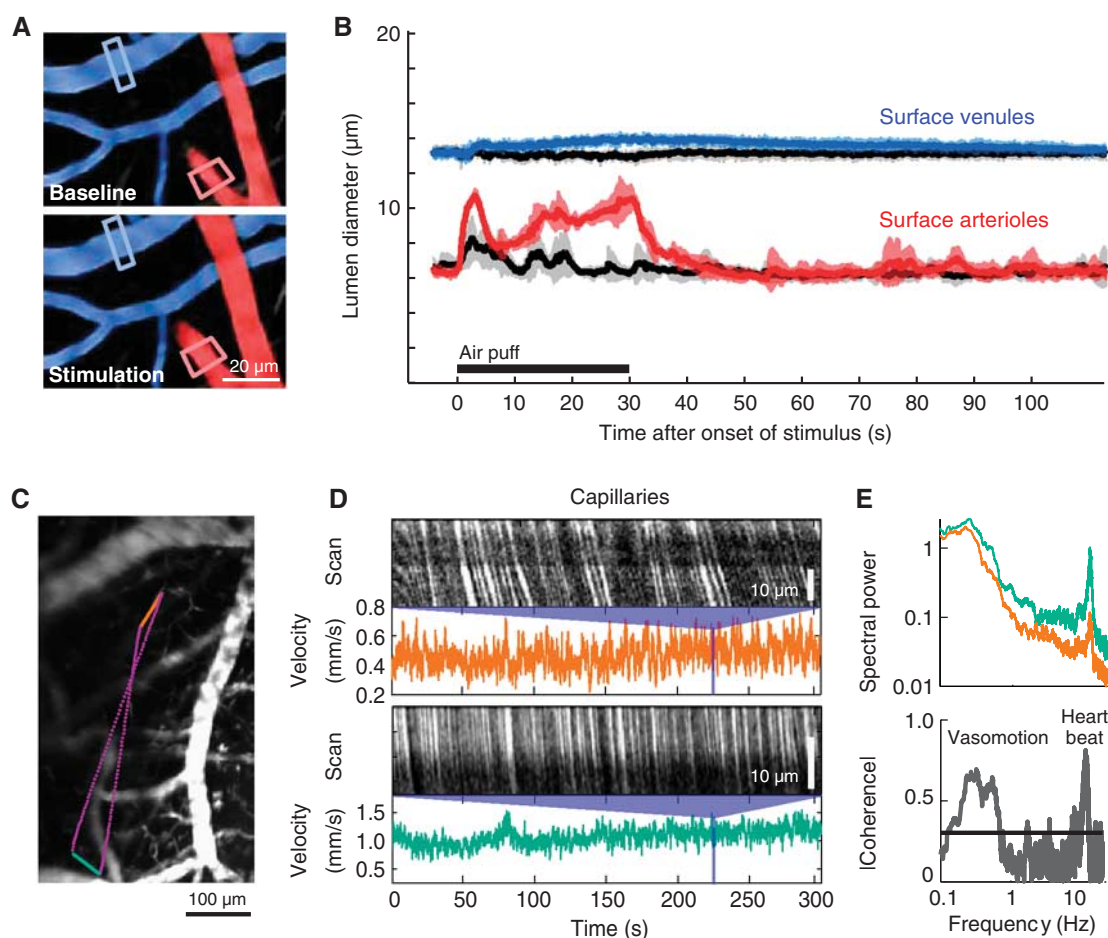 A
Baseline
Stimulation
20 µm
B
20
10
0
Lumen diameter (µm)
Surface venules
Surface arterioles
Air puff
0 10 20 30 40 50 60 70 80 90 100
Time after onset of stimulus (s)
C
100 µm
D
Capillaries
Scan
10 µm
Velocity
(mm/s)
0.8
0.6
0.4
0.2
Scan
10 µm
Velocity
(mm/s)
1.5
1.0
0.5
0 50 100 150 200 250 300
Time (s)
E
Spectral power
1
0.10
0.01
|Coherence|
1.0
0.5
0
Vasomotion
Heart
beat
0.1 1 10
Frequency (Hz)